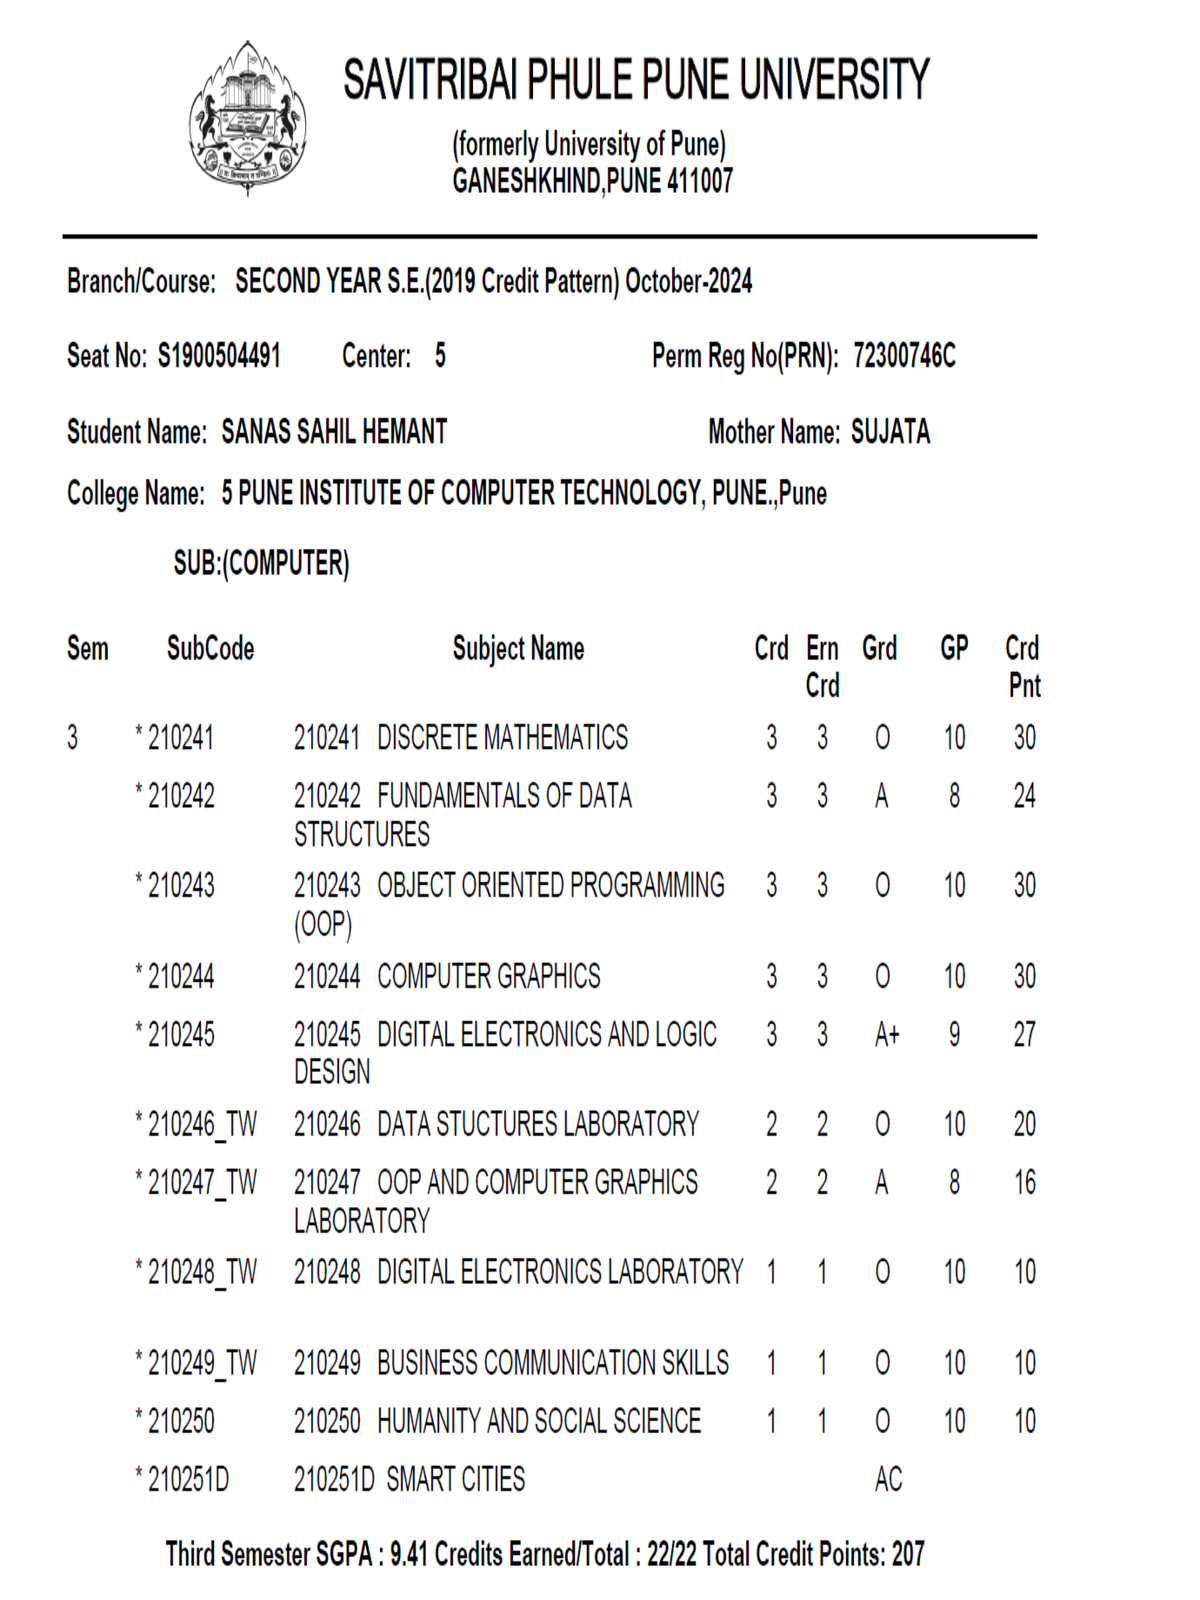 SAVITRIBAI PHULE PUNE UNIVERSITY
(formerly University of Pune)
GANESHKHIND,PUNE 411007
Branch/Course: SECOND YEAR S.E.(2019 Credit Pattern) October-2024
Seat No: S1900504491 Center: 5 Perm Reg No(PRN): 72300746C
Student Name: SANAS SAHIL HEMANT Mother Name: SUJATA
College Name: 5 PUNE INSTITUTE OF COMPUTER TECHNOLOGY, PUNE.,Pune
SUB:(COMPUTER)
Sem SubCode Subject Name Crd Ern Grd GP Crd
Crd Pnt
3 * 210241 210241 DISCRETE MATHEMATICS 3 3 O 10 30
* 210242 210242 FUNDAMENTALS OF DATA 3 3 A 8 24
STRUCTURES
* 210243 210243 OBJECT ORIENTED PROGRAMMING 3 3 O 10 30
(OOP)
* 210244 210244 COMPUTER GRAPHICS 3 3 O 10 30
* 210245 210245 DIGITAL ELECTRONICS AND LOGIC 3 3 A+ 9 27
DESIGN
* 210246_TW 210246 DATA STUCTURES LABORATORY 2 2 O 10 20
* 210247_TW 210247 OOP AND COMPUTER GRAPHICS 2 2 A 8 16
LABORATORY
* 210248_TW 210248 DIGITAL ELECTRONICS LABORATORY 1 1 O 10 10
* 210249_TW 210249 BUSINESS COMMUNICATION SKILLS 1 1 O 10 10
* 210250 210250 HUMANITY AND SOCIAL SCIENCE 1 1 O 10 10
* 210251D 210251D SMART CITIES AC
Third Semester SGPA : 9.41 Credits Earned/Total : 22/22 Total Credit Points: 207